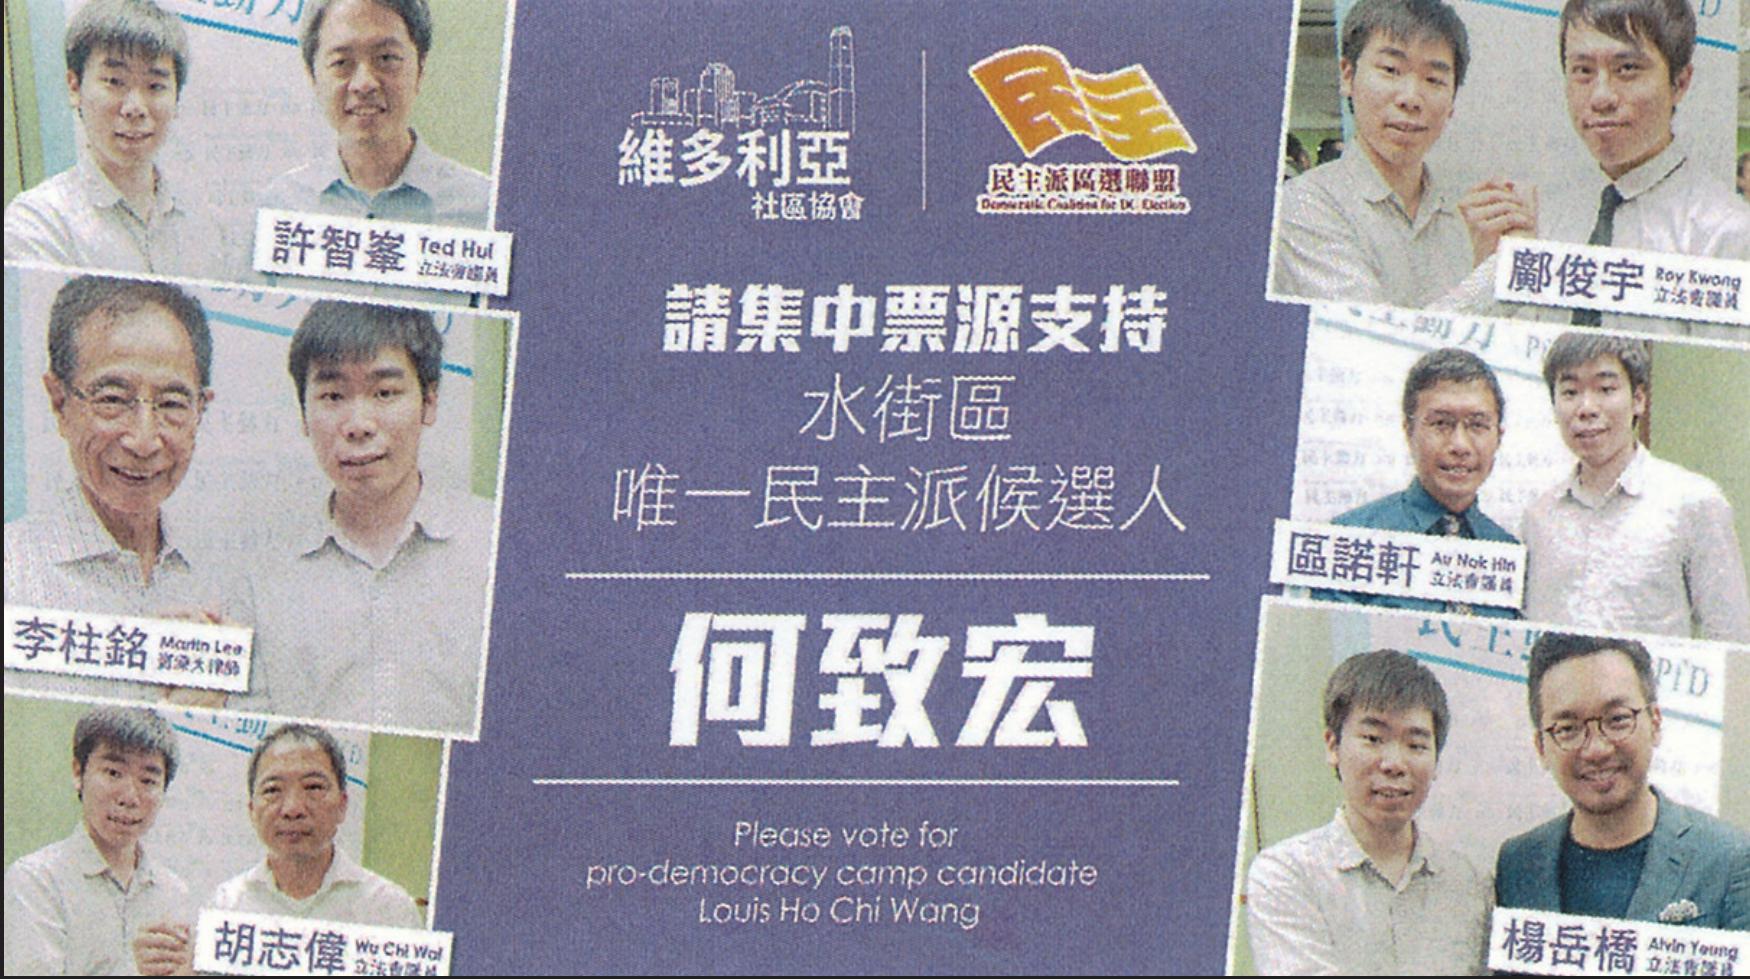 許智峯 Ted Hui
立法會議員
李柱銘 Martin Lee
資深大律師
胡志偉 Wu Chi Wai
立法會議員
維多利亞
社區協會
民主
民主派區選聯盟
Democratic Coalition for DC Election
請集中票源支持
水街區
唯一民主派候選人
何致宏
Please vote for
pro-democracy camp candidate
Louis Ho Chi Wang
鄺俊宇 Roy Kwong
立法會議員
區諾軒 Au Nok Hin
立法會議員
PfD
楊岳橋 Alvin Yeung
立法會議員